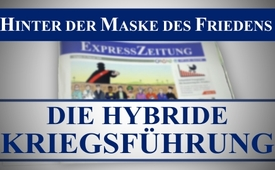 HINTER DER MASKE DES FRIEDENS
EXPRESSZEITUNG
DIE HYBRIDE
KRIEGSFÜHRUNG